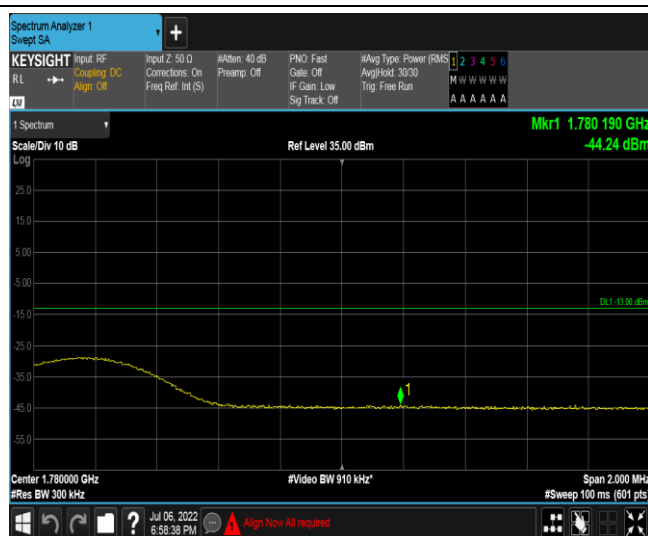 Spectrum Analyzer 1
Swept SA
+
KEYSIGHT
RL
LXI
Input: RF
Coupling: DC
Align: Off
Input Z: 50 Ω
Corrections: On
Freq Ref: Int (S)
#Atten: 40 dB
Preamp: Off
PNO: Fast
Gate: Off
IF Gain: Low
Sig Track: Off
#Avg Type: Power (RMS
Avg|Hold: 30/30
Trig: Free Run
1 2 3 4 5 6
M W W W W W
A A A A A A
1 Spectrum
Mkr1 1.780 190 GHz
Scale/Div 10 dB
Ref Level 35.00 dBm
-44.24 dBm
Log
25.0
15.0
5.00
-5.00
DL1 -13.00 dBm
-15.0
-25.0
-35.0
1
-45.0
-55.0
Center 1.780000 GHz
#Video BW 910 kHz*
Span 2.000 MHz
#Res BW 300 kHz
#Sweep 100 ms (601 pts)
?
Jul 06, 2022
6:58:38 PM
Align Now All required